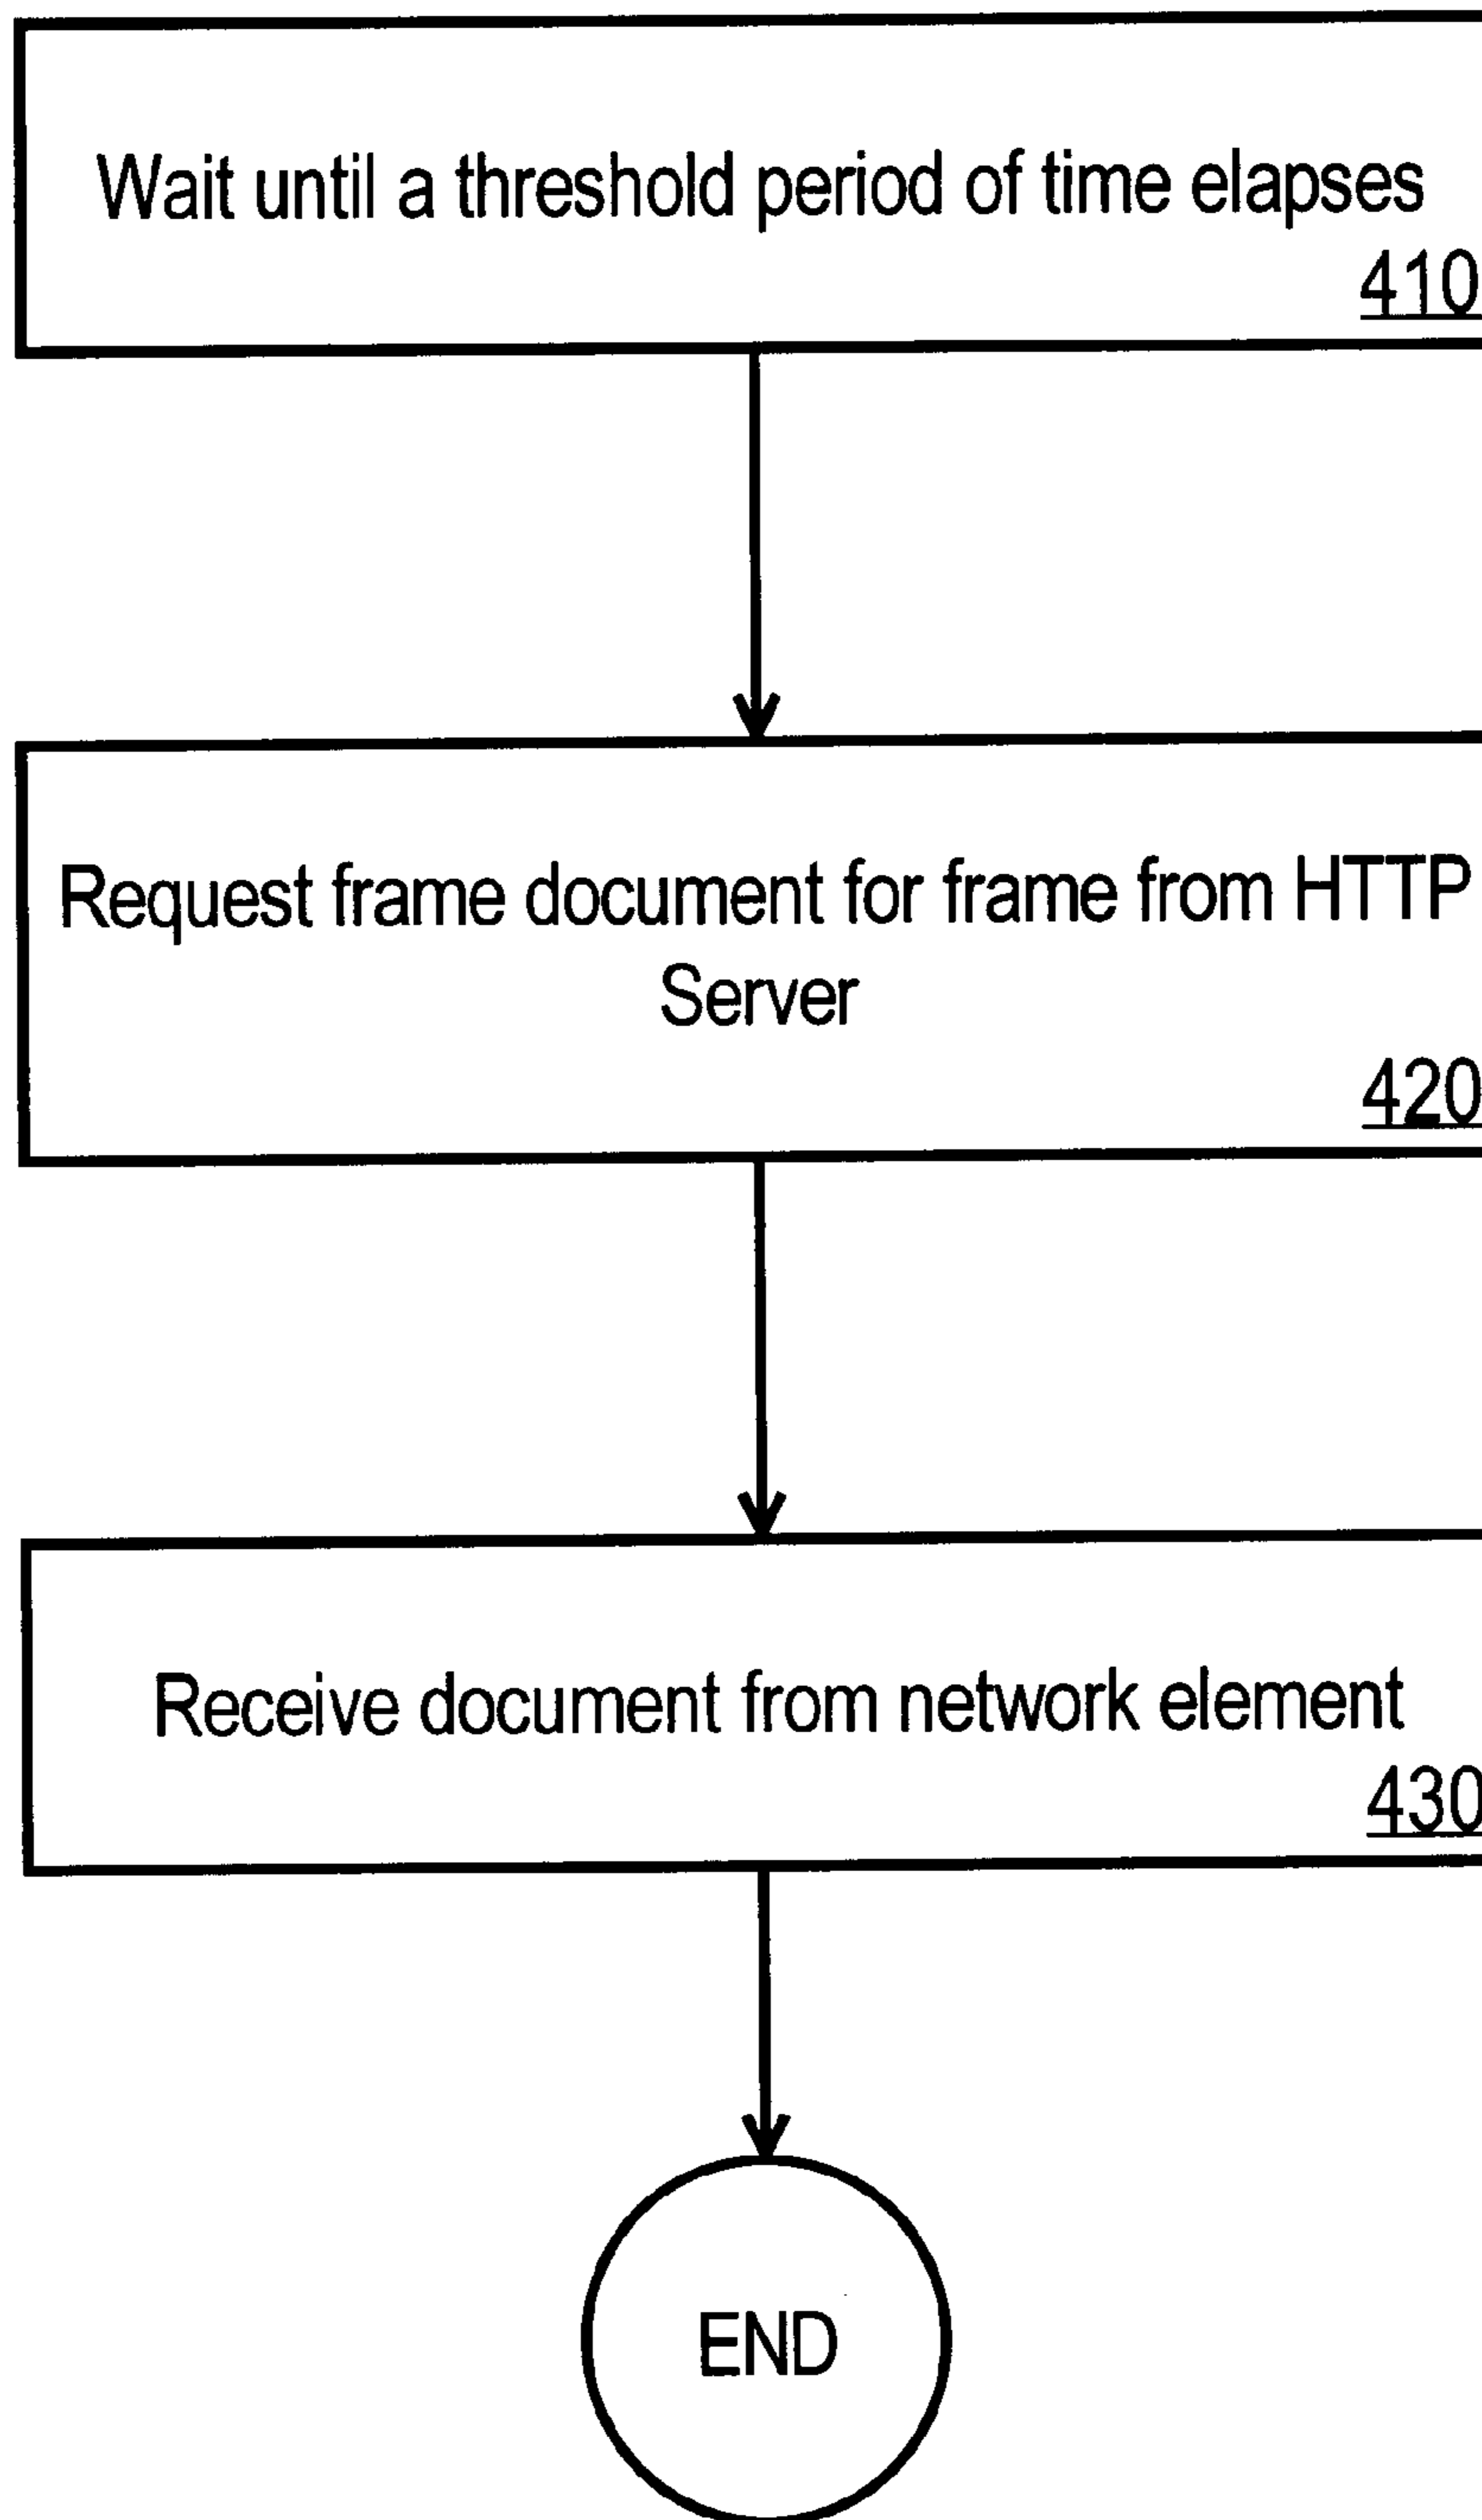 Wait until a threshold period of time elapses
410
Request frame document for frame from HTTP
Server
420
Receive document from network element
430
END